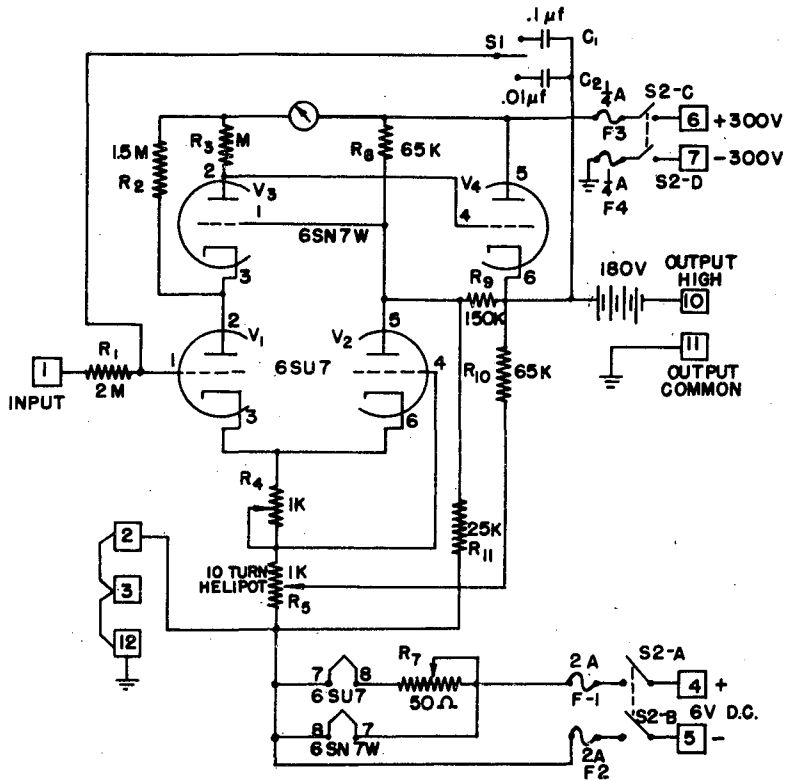 .1μf
S1
C1
C2
.01μf
1/4A
S2-C
F3
6
+300V
7
-300V
S2-D
1/4A
F4
1.5M
R2
R3
M
2
V3
1
6SN7W
3
R8
65K
V4
5
4
6
R9
150K
180V
OUTPUT
HIGH
10
11
OUTPUT
COMMON
R10
65K
1
INPUT
R1
2M
1
2
V1
3
6SU7
V2
5
4
6
R4
1K
10 TURN
HELIPOT
1K
R5
25K
R11
2
3
12
7
8
6SU7
R7
50Ω
8
7
6SN7W
2A
F-1
S2-A
4
+
6V D.C.
S2-B
5
-
2A
F2